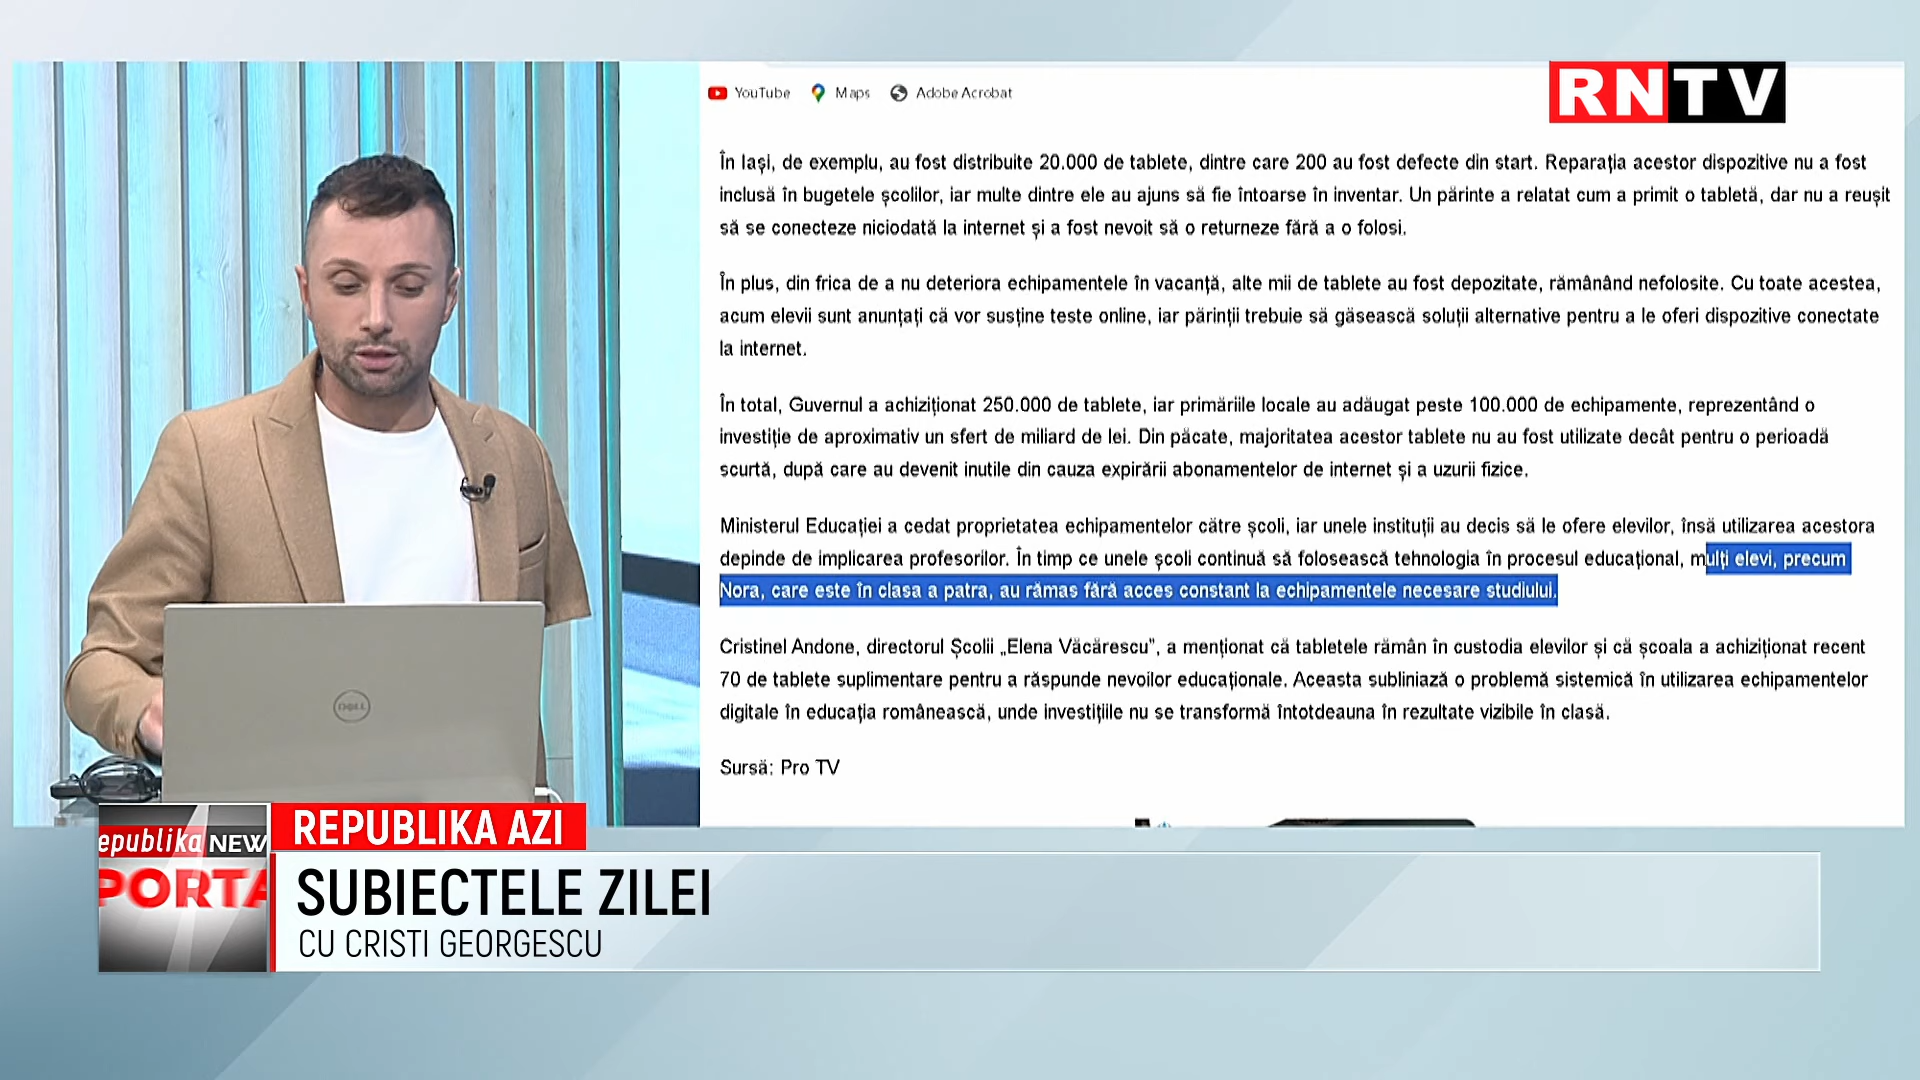 YouTube Maps Adobe Acrobat
RNTV
În Iași, de exemplu, au fost distribuite 20.000 de tablete, dintre care 200 au fost defecte din start. Reparația acestor dispozitive nu a fost
inclusă în bugetele școlilor, iar multe dintre ele au ajuns să fie întoarse în inventar. Un părinte a relatat cum a primit o tabletă, dar nu a reușit
să se conecteze niciodată la internet și a fost nevoit să o returneze fără a o folosi.
În plus, din frica de a nu deteriora echipamentele în vacanță, alte mii de tablete au fost depozitate, rămânând nefolosite. Cu toate acestea,
acum elevii sunt anunțați că vor susține teste online, iar părinții trebuie să găsească soluții alternative pentru a le oferi dispozitive conectate
la internet.
În total, Guvernul a achiziționat 250.000 de tablete, iar primăriile locale au adăugat peste 100.000 de echipamente, reprezentând o
investiție de aproximativ un sfert de miliard de lei. Din păcate, majoritatea acestor tablete nu au fost utilizate decât pentru o perioadă
scurtă, după care au devenit inutile din cauza expirării abonamentelor de internet și a uzurii fizice.
Ministerul Educației a cedat proprietatea echipamentelor către școli, iar unele instituții au decis să le ofere elevilor, însă utilizarea acestora
depinde de implicarea profesorilor. În timp ce unele școli continuă să folosească tehnologia în procesul educațional, mulți elevi, precum
Nora, care este în clasa a patra, au rămas fără acces constant la echipamentele necesare studiului.
Cristinel Andone, directorul Școlii „Elena Văcărescu”, a menționat că tabletele rămân în custodia elevilor și că școala a achiziționat recent
70 de tablete suplimentare pentru a răspunde nevoilor educaționale. Aceasta subliniază o problemă sistemică în utilizarea echipamentelor
digitale în educația românească, unde investițiile nu se transformă întotdeauna în rezultate vizibile în clasă.
Sursă: Pro TV
DELL
epublika NEW
PORTA
REPUBLIKA AZI
SUBIECTELE ZILEI
CU CRISTI GEORGESCU